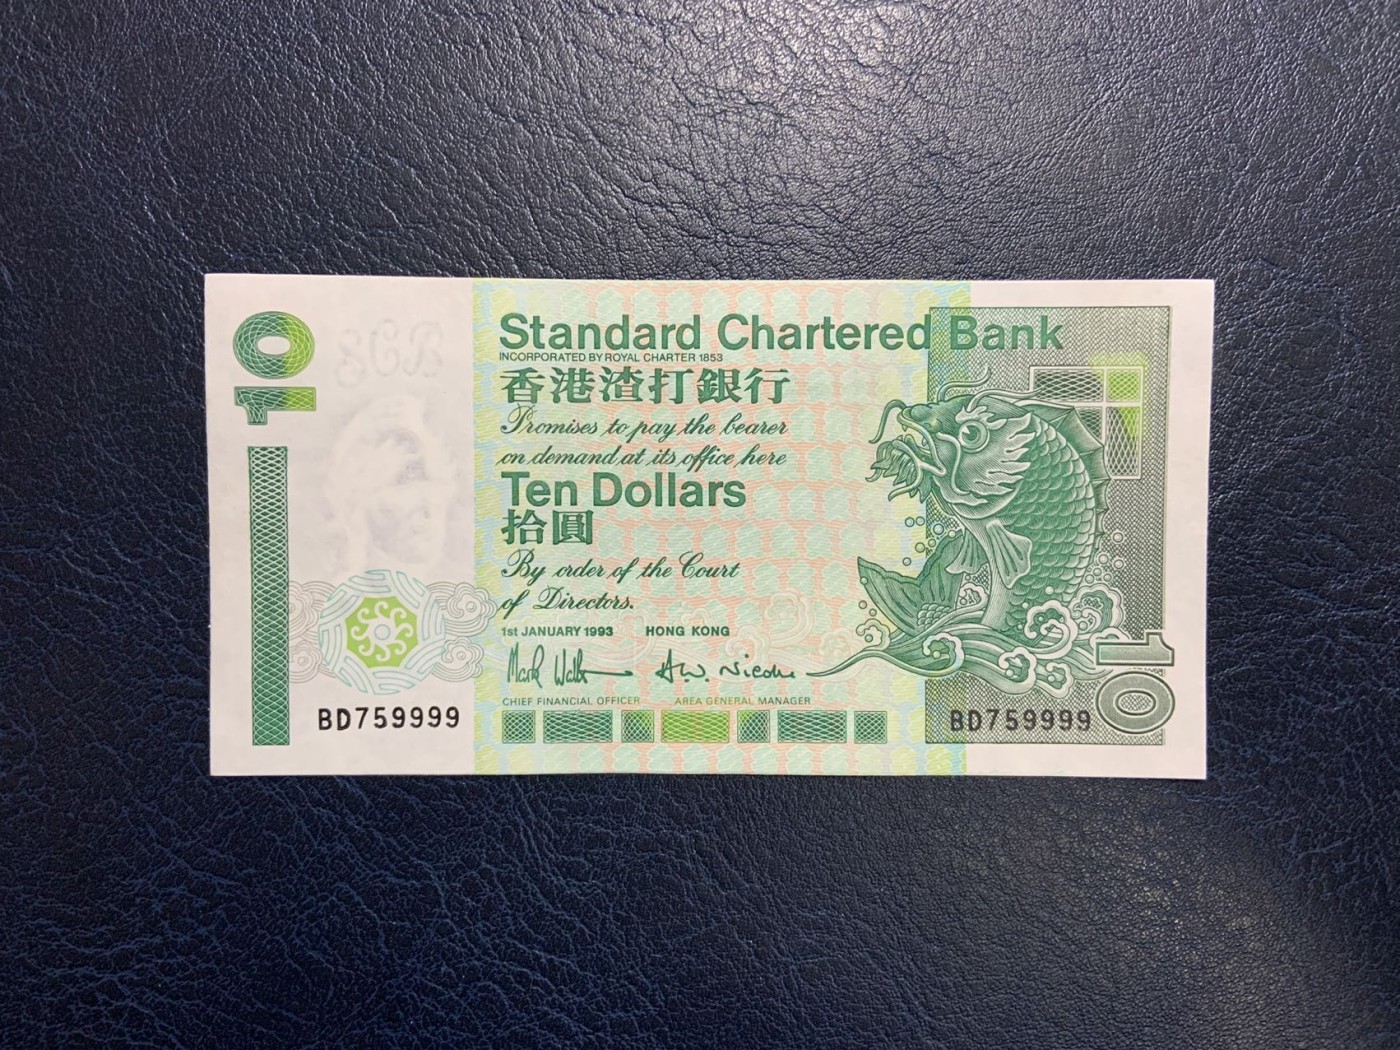 10
Standard Chartered Bank
INCORPORATED BY ROYAL CHARTER 1853
香港渣打銀行
Promises to pay the bearer
on demand at its office here
Ten Dollars
拾圓
By order of the Court
of Directors.
1st JANUARY 1993 HONG KONG
CHIEF FINANCIAL OFFICER AREA GENERAL MANAGER
BD759999
BD759999
10